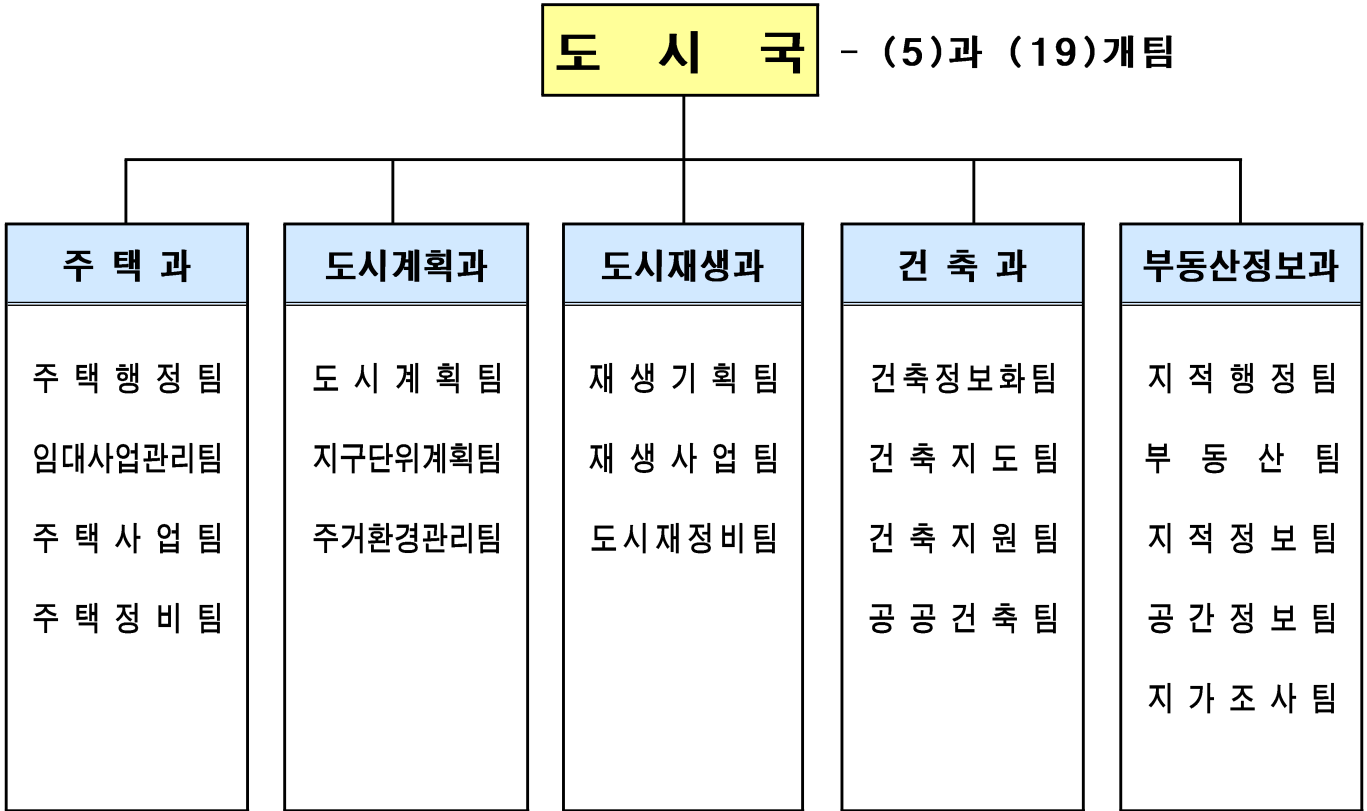 도 시 국 - (5)과 (19)개팀
주 택 과
주 택 행 정 팀
임대사업관리팀
주 택 사 업 팀
주 택 정 비 팀
도시계획과
도 시 계 획 팀
지구단위계획팀
주거환경관리팀
도시재생과
재 생 기 획 팀
재 생 사 업 팀
도시재정비팀
건 축 과
건축정보화팀
건 축 지 도 팀
건 축 지 원 팀
공 공 건 축 팀
부동산정보과
지 적 행 정 팀
부 동 산 팀
지 적 정 보 팀
공 간 정 보 팀
지 가 조 사 팀